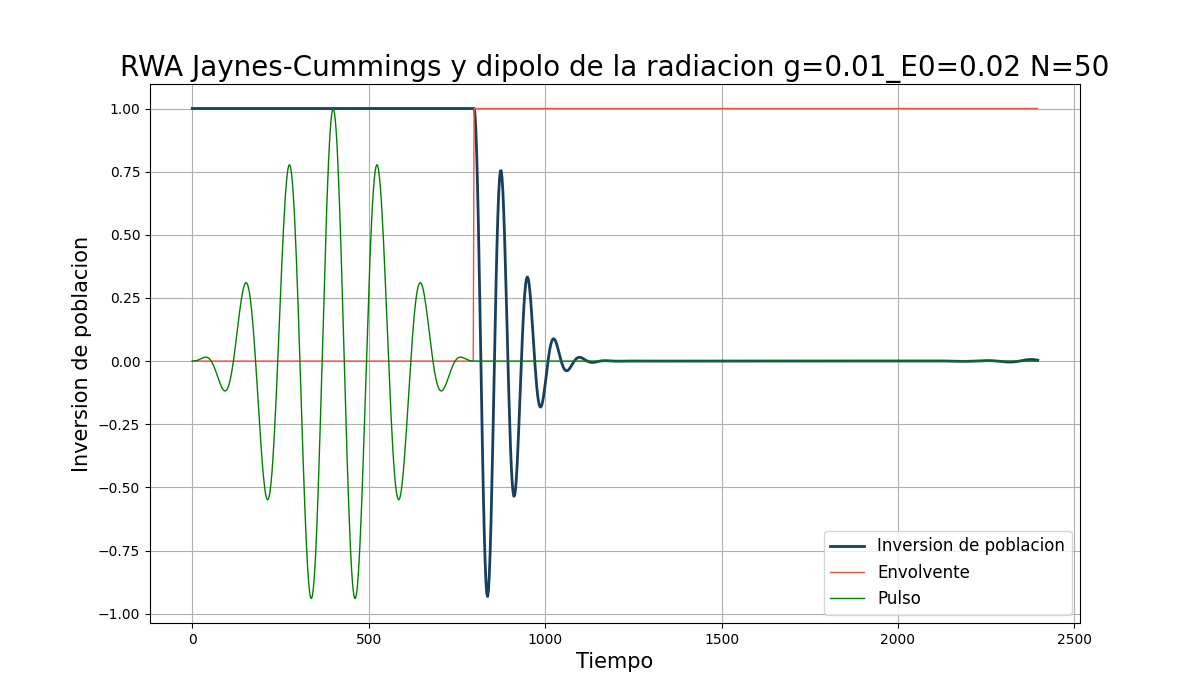 RWA Jaynes-Cummings y dipolo de la radiacion g=0.01_E0=0.02 N=50
Inversion de poblacion
1.00
0.75
0.50
0.25
0.00
−0.25
−0.50
−0.75
−1.00
Inversion de poblacion
Envolvente
Pulso
0
500
1000
1500
2000
2500
Tiempo